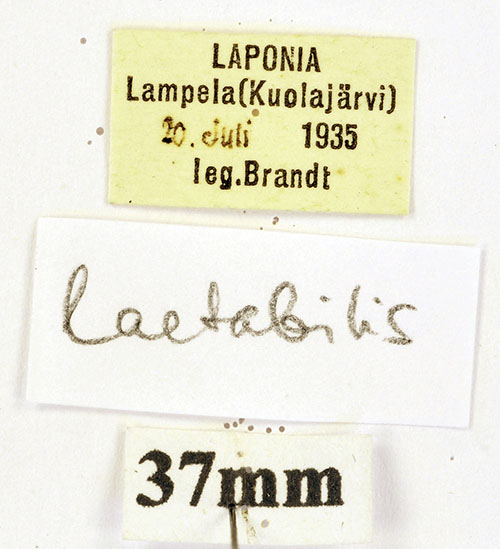 LAPONIA
Lampela(Kuolajärvi)
20. Juli 1935
leg.Brandt
laetabilis
37mm